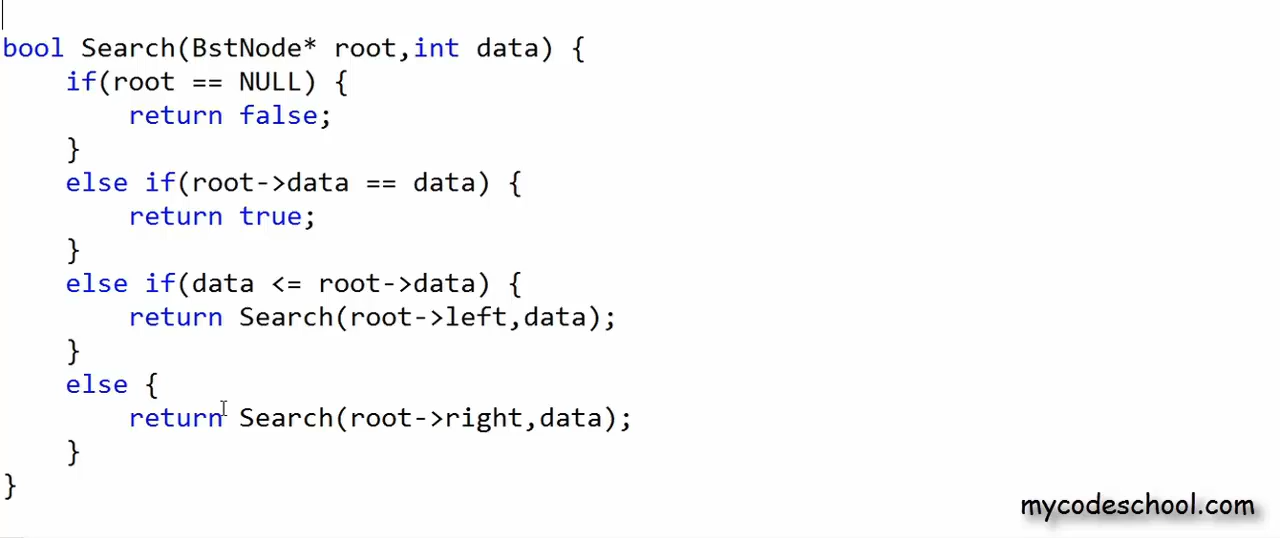 bool Search(BstNode* root,int data) {
    if(root == NULL) {
        return false;
    }
    else if(root->data == data) {
        return true;
    }
    else if(data <= root->data) {
        return Search(root->left,data);
    }
    else {
        return Search(root->right,data);
    }
}
mycodeschool.com